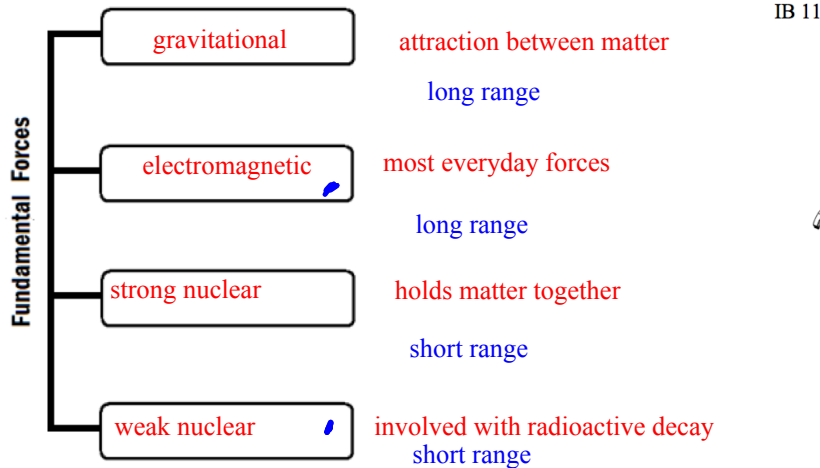 IB 11
Fundamental Forces
gravitational
attraction between matter
long range
electromagnetic
most everyday forces
long range
strong nuclear
holds matter together
short range
weak nuclear
involved with radioactive decay
short range